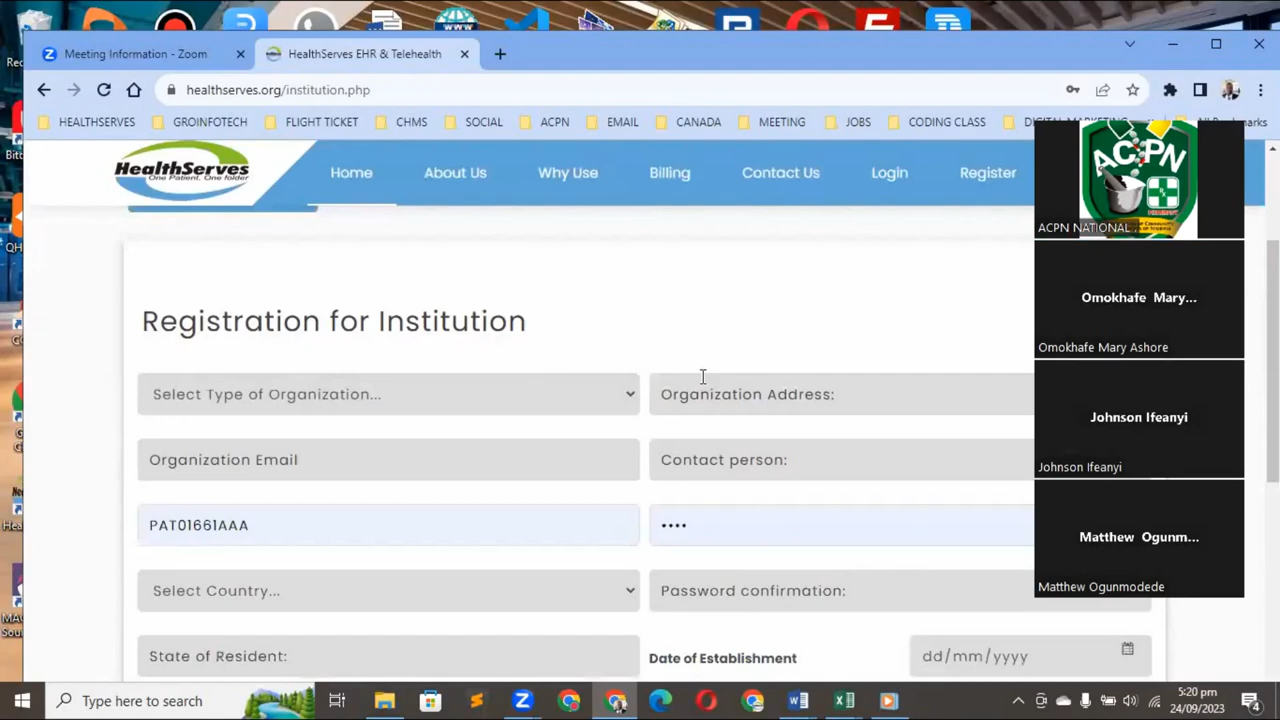 Meeting Information - Zoom
HealthServes EHR & Telehealth
healthserves.org/institution.php
HEALTHSERVES
GROINFOTECH
FLIGHT TICKET
CHMS
SOCIAL
ACPN
EMAIL
CANADA
MEETING
JOBS
CODING CLASS
HealthServes
One Patient, One folder
Home
About Us
Why Use
Billing
Contact Us
Login
Register
ACPN
ACPN NATIONAL
Omokhafe Mary...
Omokhafe Mary Ashore
Johnson Ifeanyi
Johnson Ifeanyi
Matthew Ogunm...
Matthew Ogunmodede
Registration for Institution
Select Type of Organization...
Organization Address:
Organization Email
Contact person:
PAT01661AAA
••••
Select Country...
Password confirmation:
State of Resident:
Date of Establishment
dd/mm/yyyy
Type here to search
5:20 pm
24/09/2023
4